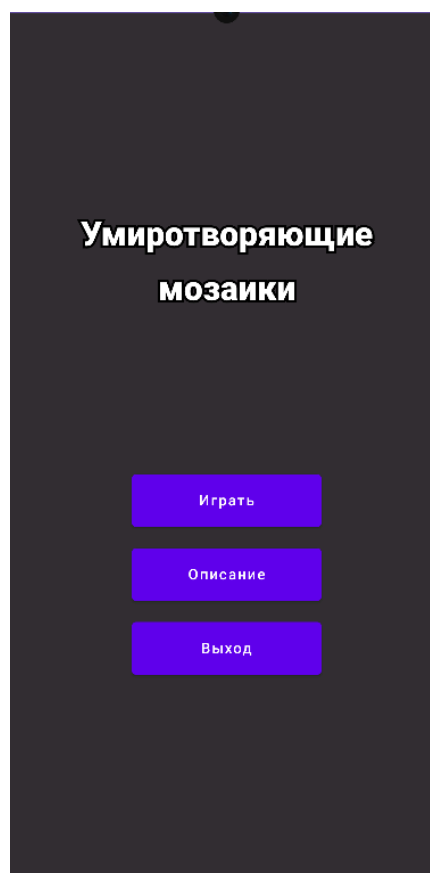 Умиротворяющие
мозаики
Играть
Описание
Выход